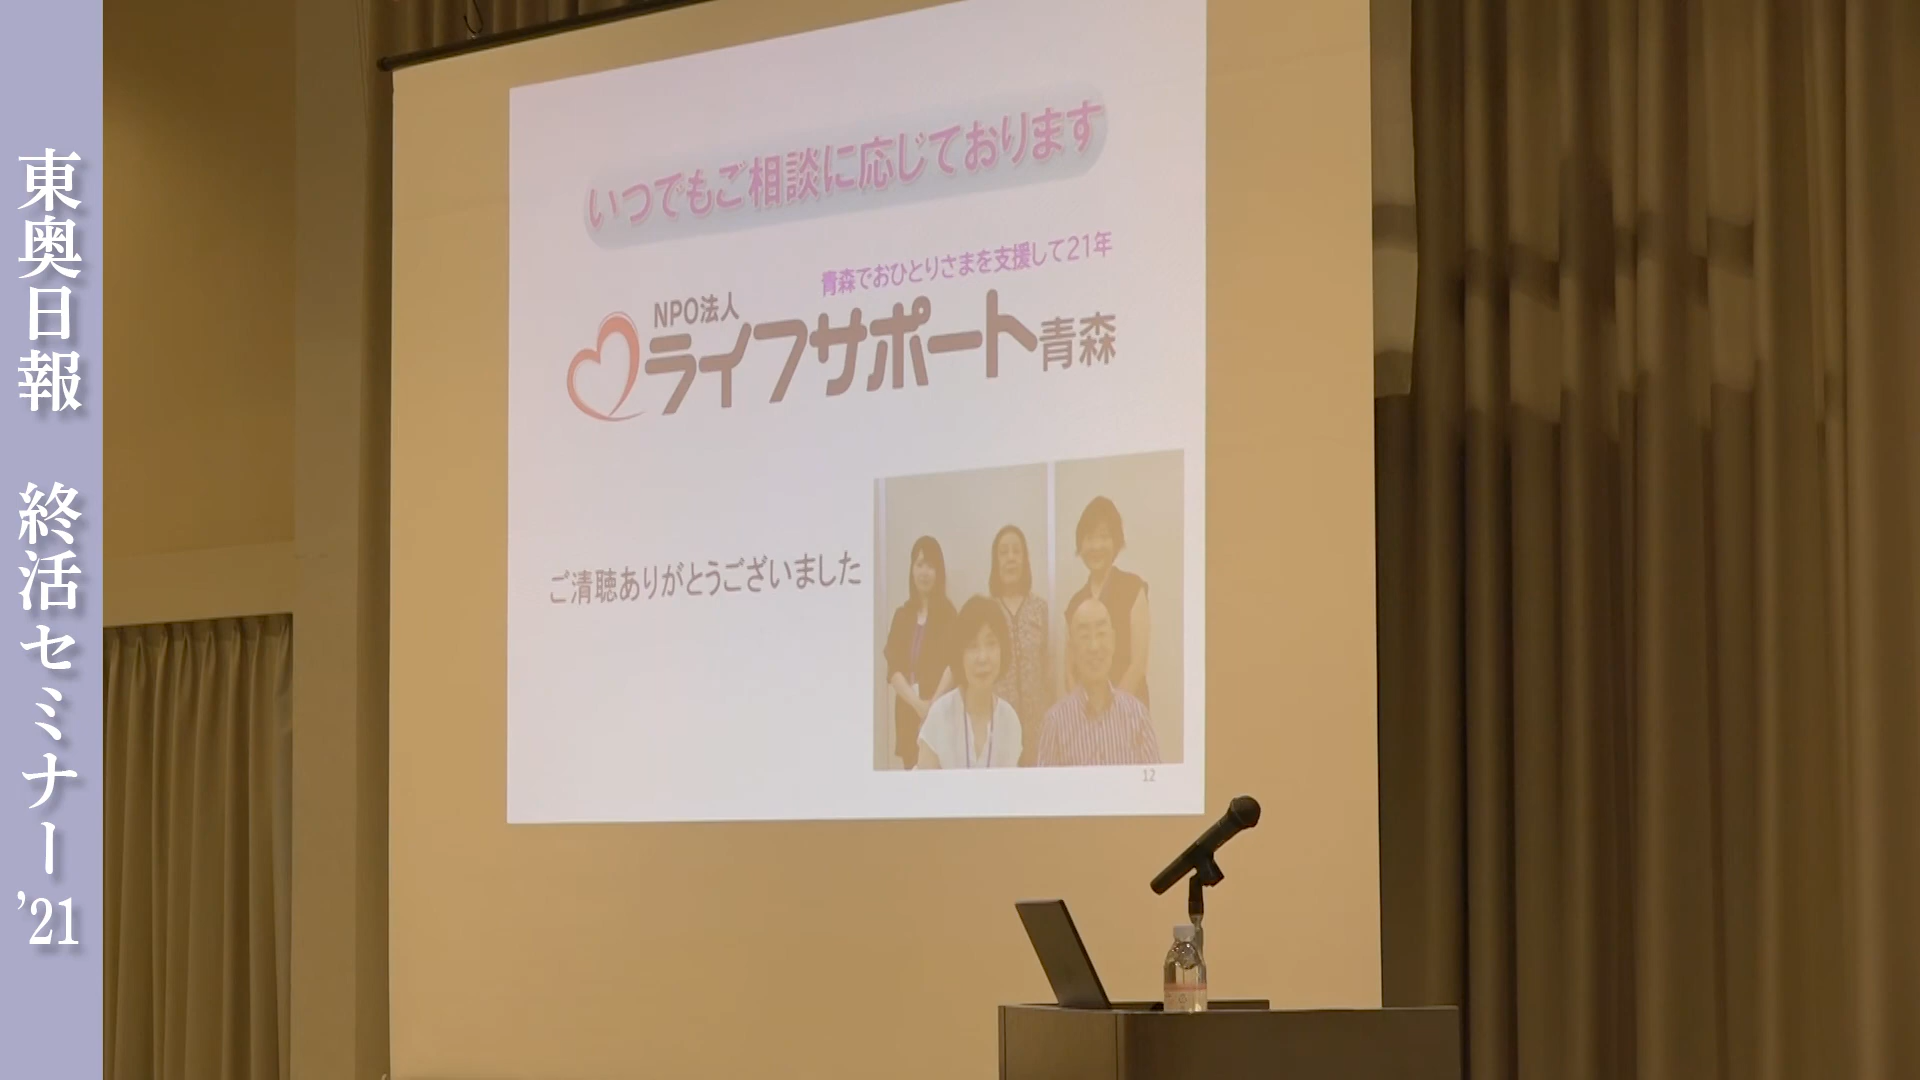 東奥日報 終活セミナー ’21
いつでもご相談に応じております
青森でおひとりさまを支援して21年
NPO法人
ライフサポート青森
ご清聴ありがとうございました
12